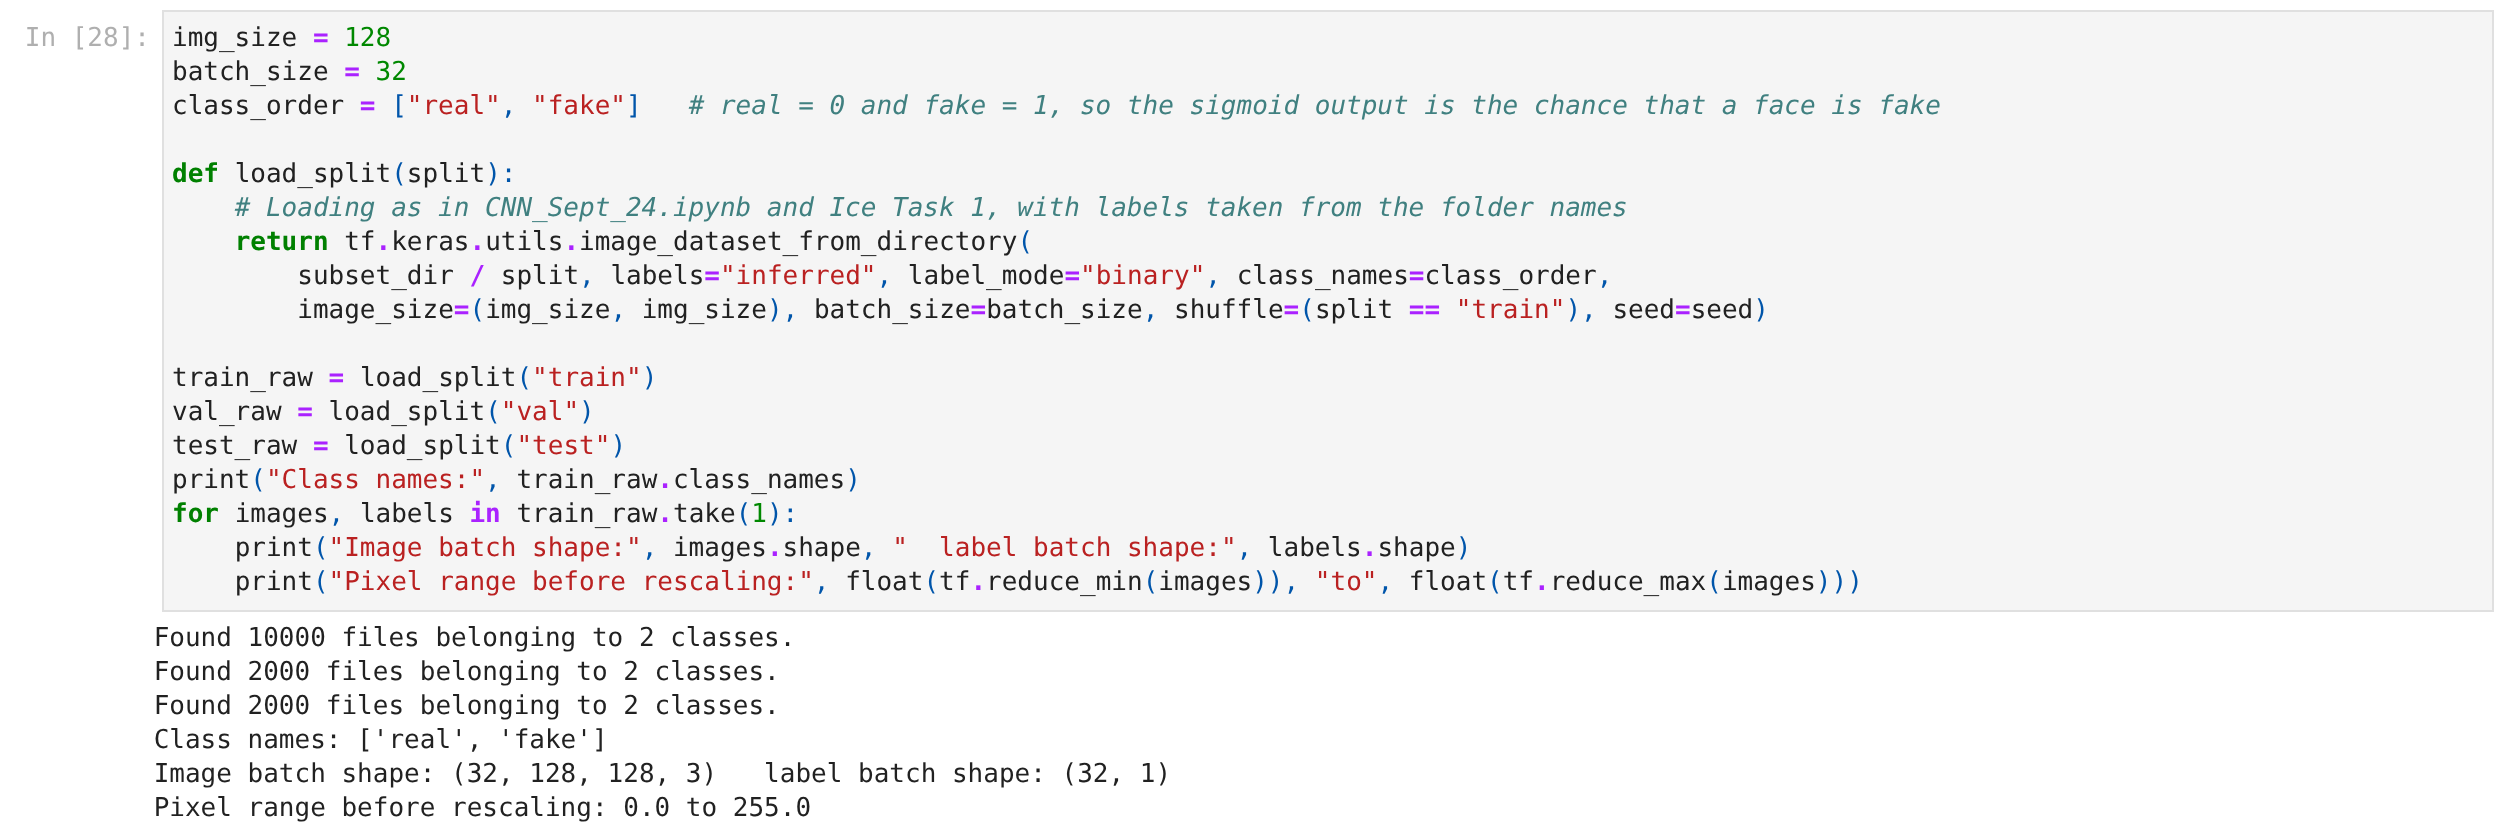 In [28]:
img_size = 128
batch_size = 32
class_order = ["real", "fake"]   # real = 0 and fake = 1, so the sigmoid output is the chance that a face is fake

def load_split(split):
    # Loading as in CNN_Sept_24.ipynb and Ice Task 1, with labels taken from the folder names
    return tf.keras.utils.image_dataset_from_directory(
        subset_dir / split, labels="inferred", label_mode="binary", class_names=class_order,
        image_size=(img_size, img_size), batch_size=batch_size, shuffle=(split == "train"), seed=seed)

train_raw = load_split("train")
val_raw = load_split("val")
test_raw = load_split("test")
print("Class names:", train_raw.class_names)
for images, labels in train_raw.take(1):
    print("Image batch shape:", images.shape, "  label batch shape:", labels.shape)
    print("Pixel range before rescaling:", float(tf.reduce_min(images)), "to", float(tf.reduce_max(images)))
Found 10000 files belonging to 2 classes.
Found 2000 files belonging to 2 classes.
Found 2000 files belonging to 2 classes.
Class names: ['real', 'fake']
Image batch shape: (32, 128, 128, 3)   label batch shape: (32, 1)
Pixel range before rescaling: 0.0 to 255.0